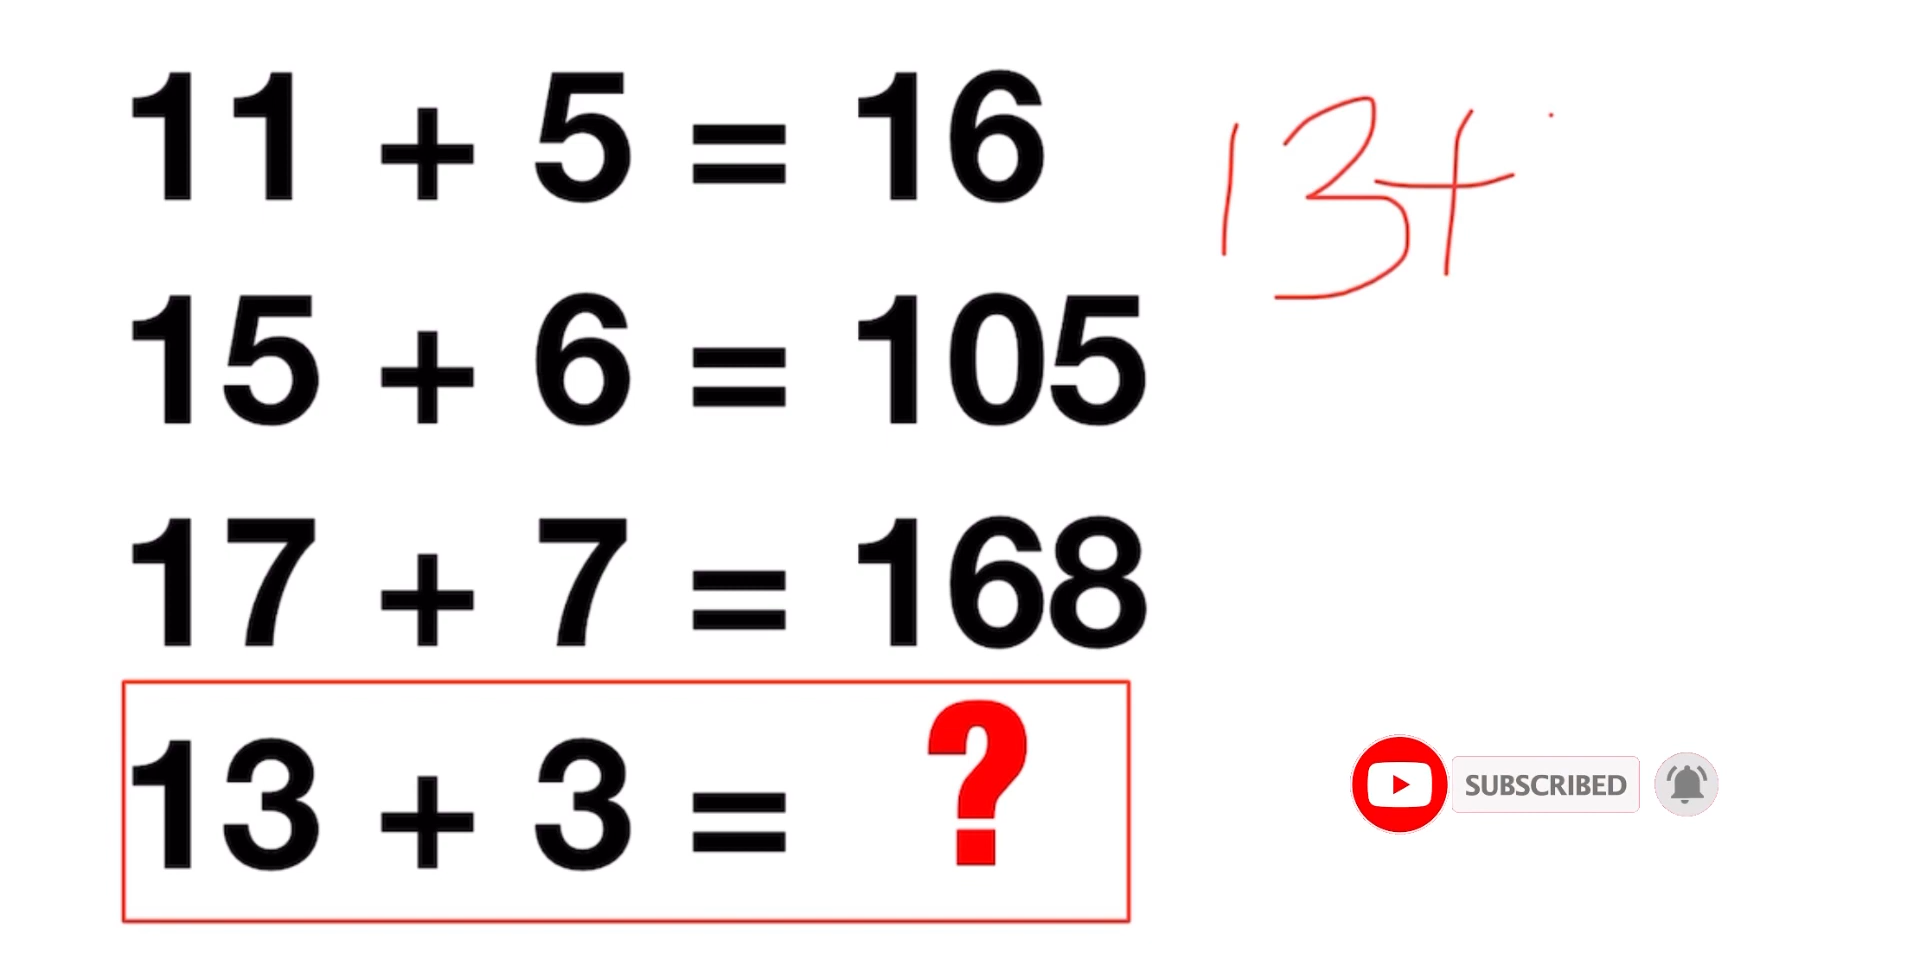 11 + 5 = 16
13+
15 + 6 = 105
17 + 7 = 168
13 + 3 = ?
SUBSCRIBED